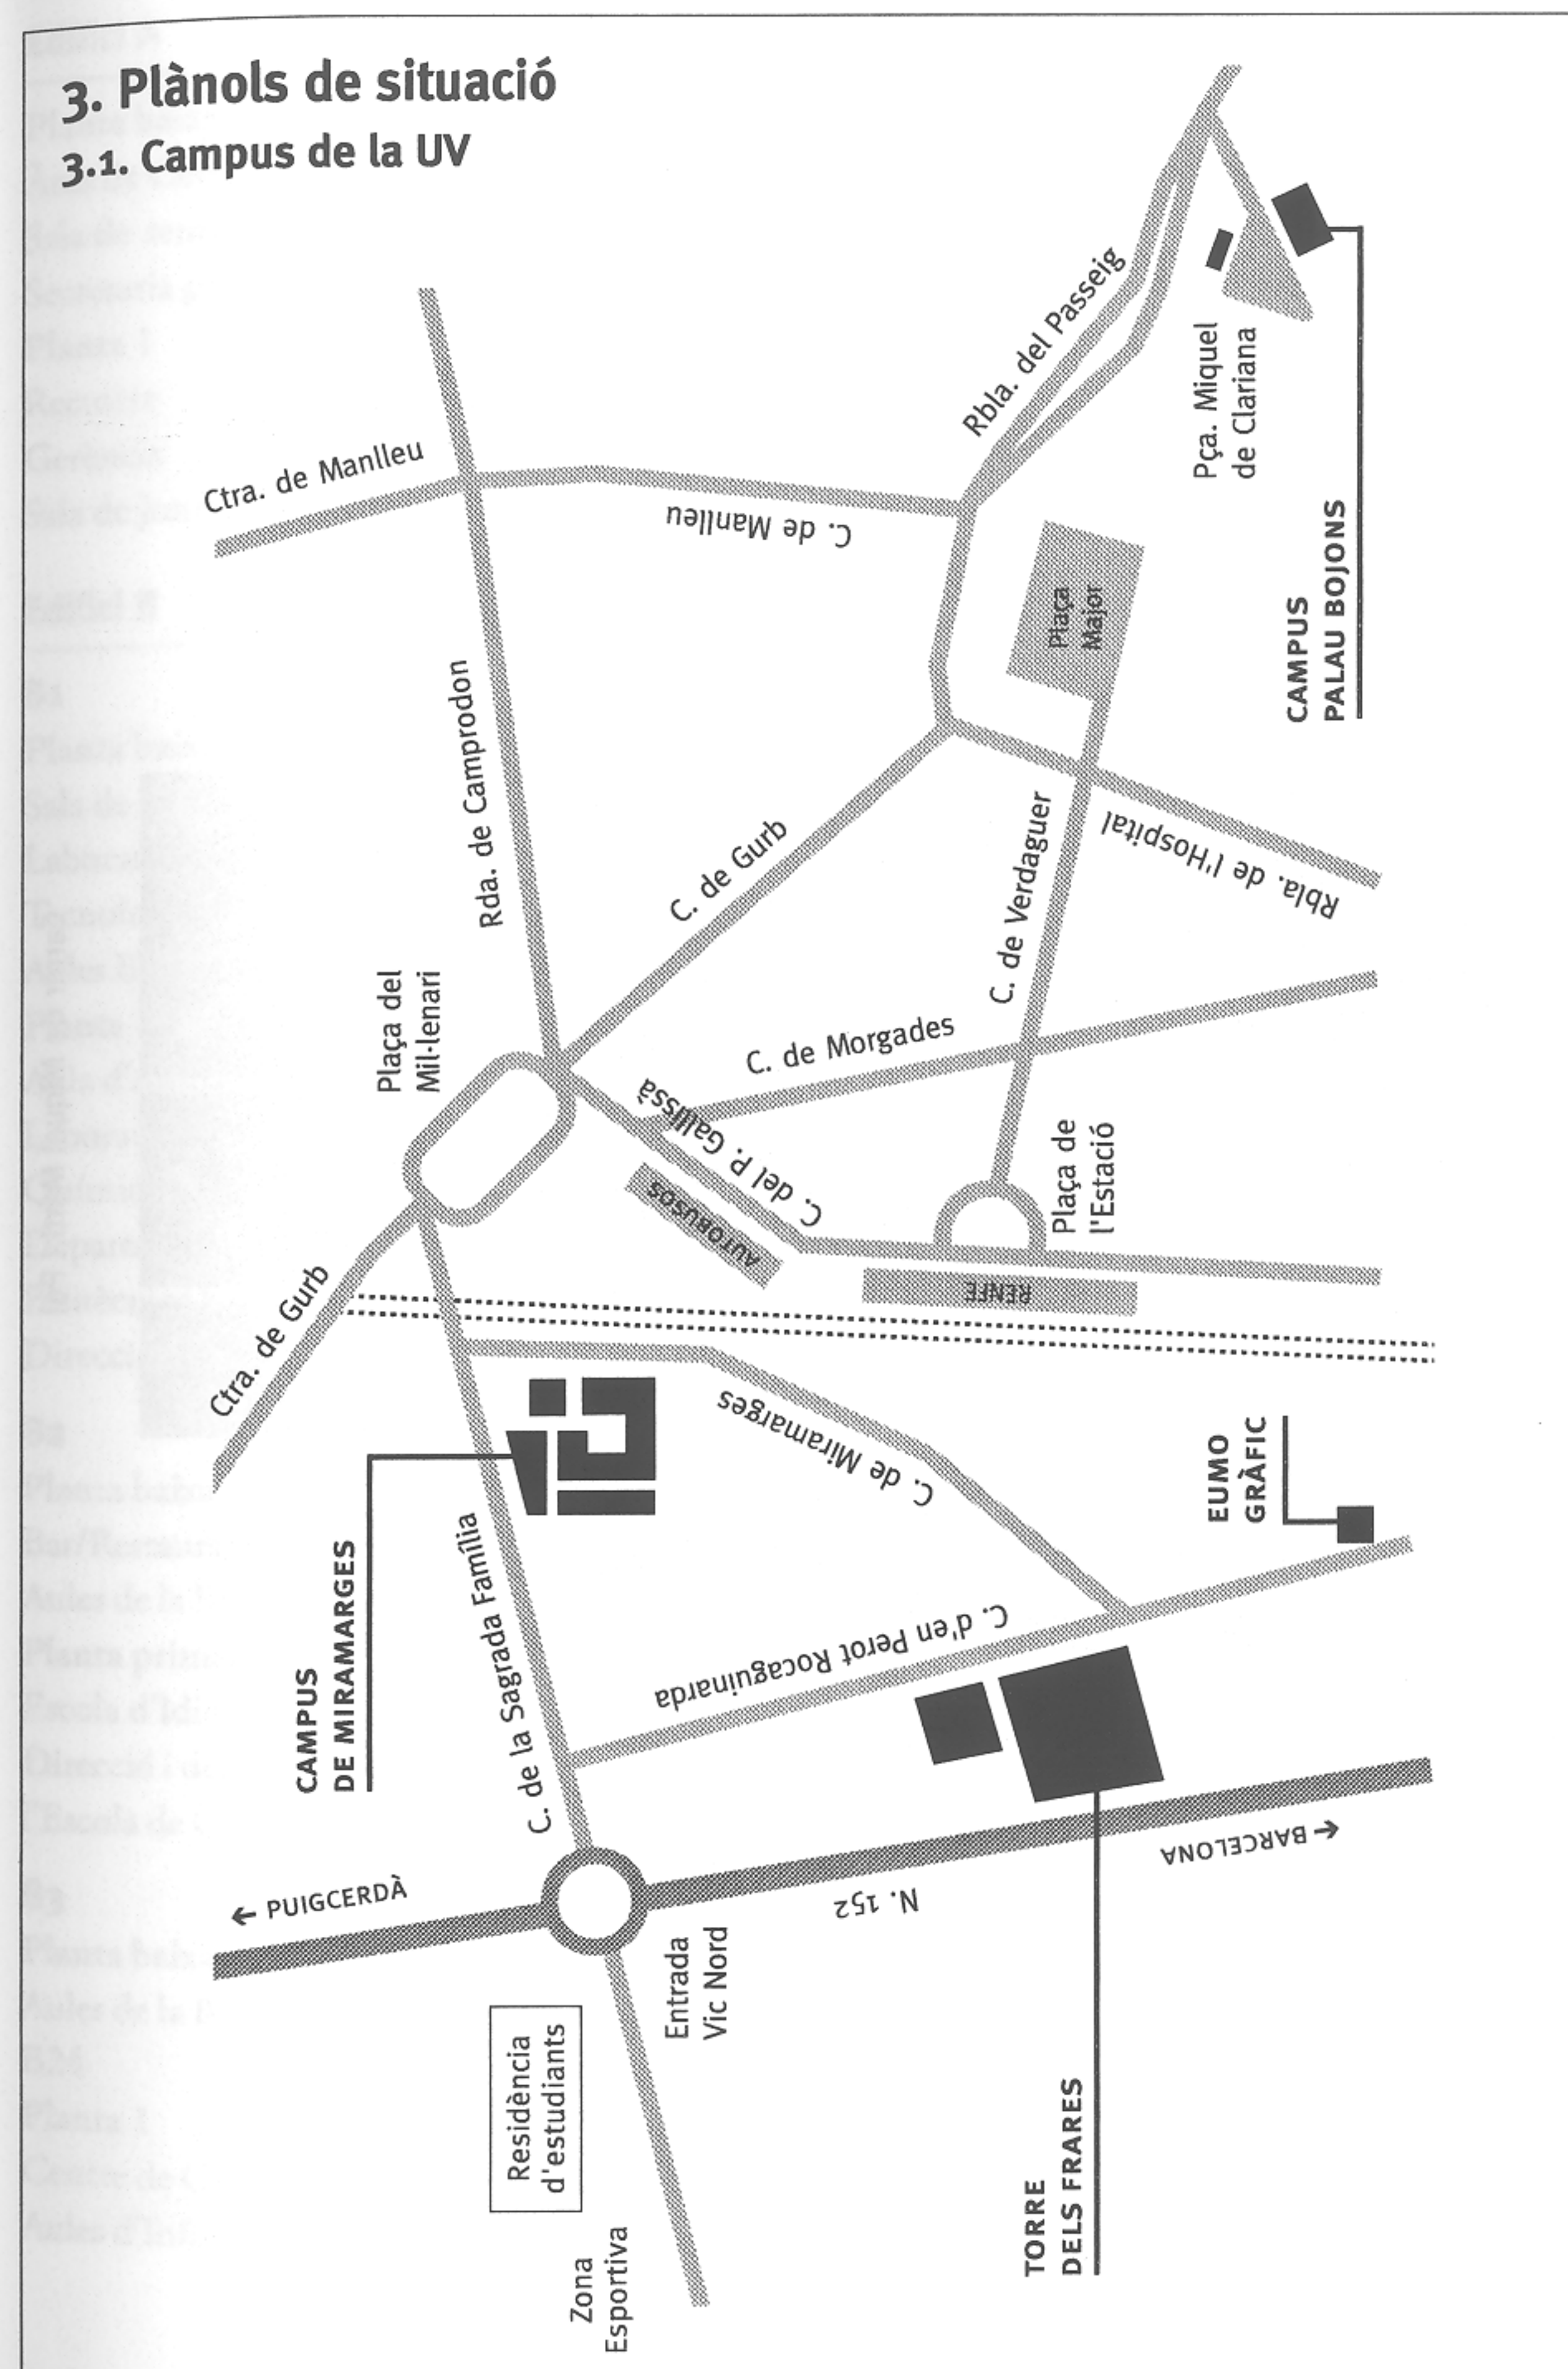 3. Plànols de situació
3.1. Campus de la UV
Ctra. de Manlleu
C. de Manlleu
Rbla. del Passeig
Pça. Miquel
de Clariana
CAMPUS
PALAU BOJONS
Plaça
Major
Rda. de Camprodon
C. de Gurb
C. de Verdaguer
Rbla. de l'Hospital
Plaça del
Mil·lenari
C. de Morgades
C. del P. Gallissà
AUTOBUSOS
Plaça de
l'Estació
RENFE
Ctra. de Gurb
C. de Miramarges
CAMPUS
DE MIRAMARGES
C. de la Sagrada Família
EUMO
GRÀFIC
C. d'en Perot Rocaguinarda
← PUIGCERDÀ
N. 152
← BARCELONA
Entrada
Vic Nord
Residència
d'estudiants
Zona
Esportiva
TORRE
DELS FRARES